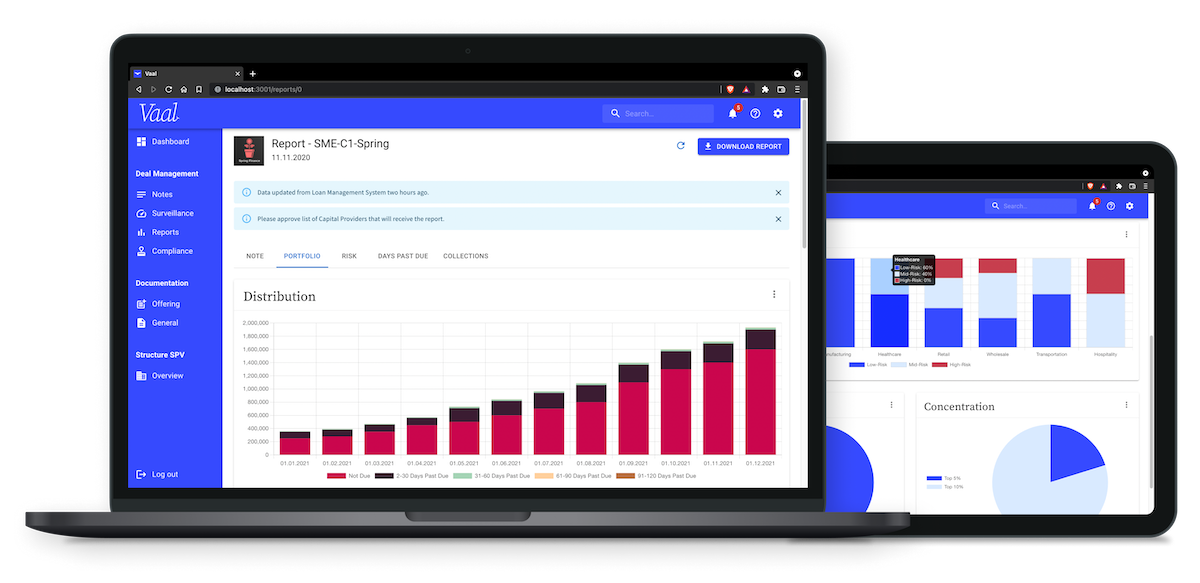 Vaal
localhost:3001/reports/0
Vaal
Search...
5
Dashboard
Deal Management
Notes
Surveillance
Reports
Compliance
Documentation
Offering
General
Structure SPV
Overview
Log out
Spring Finance
Report - SME-C1-Spring
11.11.2020
DOWNLOAD REPORT
Data updated from Loan Management System two hours ago.
Please approve list of Capital Providers that will receive the report.
NOTE PORTFOLIO RISK DAYS PAST DUE COLLECTIONS
Distribution
2,000,000
1,800,000
1,600,000
1,400,000
1,200,000
1,000,000
800,000
600,000
400,000
200,000
0
01.01.2021 01.02.2021 01.03.2021 01.04.2021 01.05.2021 01.06.2021 01.07.2021 01.08.2021 01.09.2021 01.10.2021 01.11.2021 01.12.2021
Not Due 2-30 Days Past Due 31-60 Days Past Due 61-90 Days Past Due 91-120 Days Past Due
Search...
5
Healthcare
Low-Risk: 60%
Mid-Risk: 40%
High-Risk: 0%
nufacturing Healthcare Retail Wholesale Transportation Hospitality
Low-Risk Mid-Risk High-Risk
Concentration
Top 5%
Top 10%